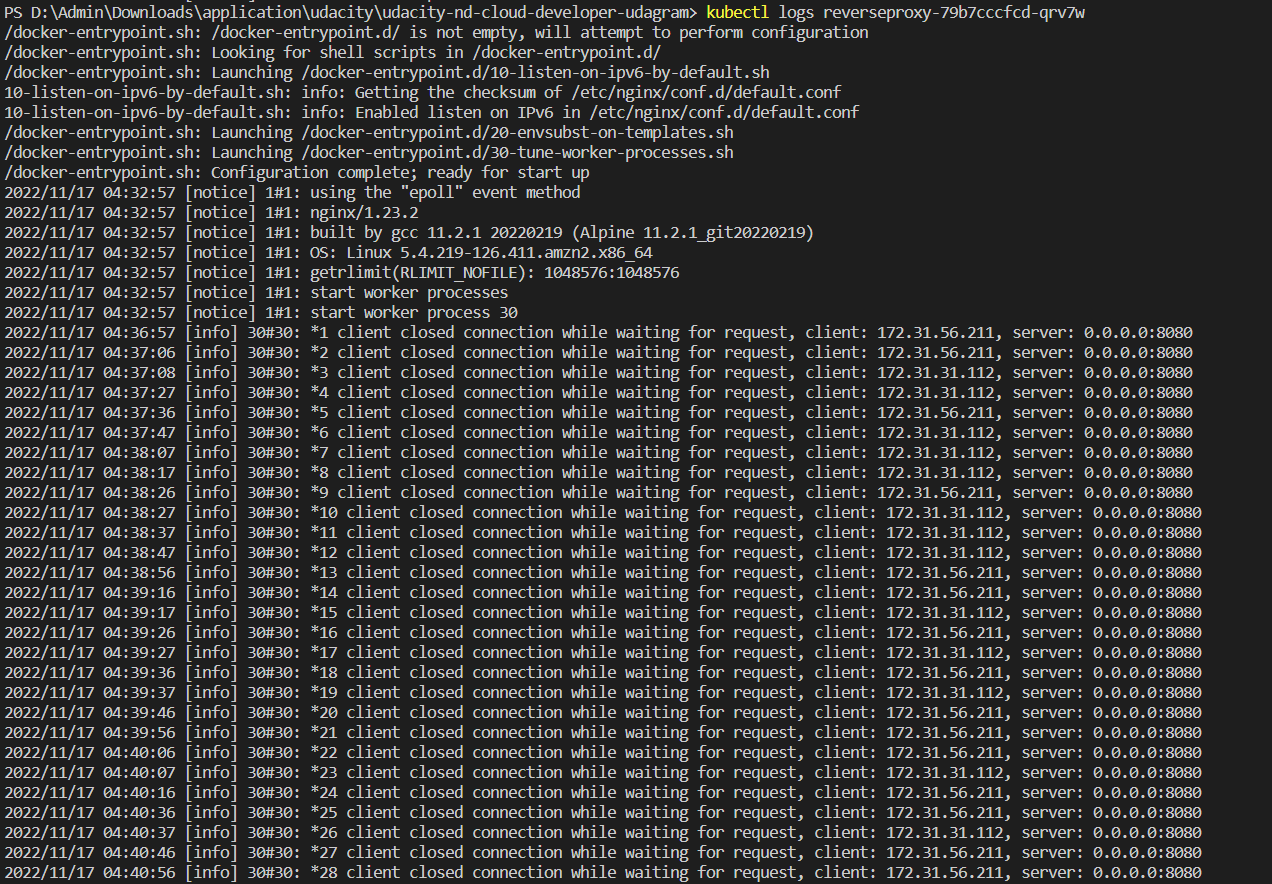 PS D:\Admin\Downloads\application\udacity\udacity-nd-cloud-developer-udagram> kubectl logs reverseproxy-79b7cccfcd-qrv7w
/docker-entrypoint.sh: /docker-entrypoint.d/ is not empty, will attempt to perform configuration
/docker-entrypoint.sh: Looking for shell scripts in /docker-entrypoint.d/
/docker-entrypoint.sh: Launching /docker-entrypoint.d/10-listen-on-ipv6-by-default.sh
10-listen-on-ipv6-by-default.sh: info: Getting the checksum of /etc/nginx/conf.d/default.conf
10-listen-on-ipv6-by-default.sh: info: Enabled listen on IPv6 in /etc/nginx/conf.d/default.conf
/docker-entrypoint.sh: Launching /docker-entrypoint.d/20-envsubst-on-templates.sh
/docker-entrypoint.sh: Launching /docker-entrypoint.d/30-tune-worker-processes.sh
/docker-entrypoint.sh: Configuration complete; ready for start up
2022/11/17 04:32:57 [notice] 1#1: using the "epoll" event method
2022/11/17 04:32:57 [notice] 1#1: nginx/1.23.2
2022/11/17 04:32:57 [notice] 1#1: built by gcc 11.2.1 20220219 (Alpine 11.2.1_git20220219)
2022/11/17 04:32:57 [notice] 1#1: OS: Linux 5.4.219-126.411.amzn2.x86_64
2022/11/17 04:32:57 [notice] 1#1: getrlimit(RLIMIT_NOFILE): 1048576:1048576
2022/11/17 04:32:57 [notice] 1#1: start worker processes
2022/11/17 04:32:57 [notice] 1#1: start worker process 30
2022/11/17 04:36:57 [info] 30#30: *1 client closed connection while waiting for request, client: 172.31.56.211, server: 0.0.0.0:8080
2022/11/17 04:37:06 [info] 30#30: *2 client closed connection while waiting for request, client: 172.31.56.211, server: 0.0.0.0:8080
2022/11/17 04:37:08 [info] 30#30: *3 client closed connection while waiting for request, client: 172.31.31.112, server: 0.0.0.0:8080
2022/11/17 04:37:27 [info] 30#30: *4 client closed connection while waiting for request, client: 172.31.31.112, server: 0.0.0.0:8080
2022/11/17 04:37:36 [info] 30#30: *5 client closed connection while waiting for request, client: 172.31.56.211, server: 0.0.0.0:8080
2022/11/17 04:37:47 [info] 30#30: *6 client closed connection while waiting for request, client: 172.31.31.112, server: 0.0.0.0:8080
2022/11/17 04:38:07 [info] 30#30: *7 client closed connection while waiting for request, client: 172.31.31.112, server: 0.0.0.0:8080
2022/11/17 04:38:17 [info] 30#30: *8 client closed connection while waiting for request, client: 172.31.31.112, server: 0.0.0.0:8080
2022/11/17 04:38:26 [info] 30#30: *9 client closed connection while waiting for request, client: 172.31.56.211, server: 0.0.0.0:8080
2022/11/17 04:38:27 [info] 30#30: *10 client closed connection while waiting for request, client: 172.31.31.112, server: 0.0.0.0:8080
2022/11/17 04:38:37 [info] 30#30: *11 client closed connection while waiting for request, client: 172.31.31.112, server: 0.0.0.0:8080
2022/11/17 04:38:47 [info] 30#30: *12 client closed connection while waiting for request, client: 172.31.31.112, server: 0.0.0.0:8080
2022/11/17 04:38:56 [info] 30#30: *13 client closed connection while waiting for request, client: 172.31.56.211, server: 0.0.0.0:8080
2022/11/17 04:39:16 [info] 30#30: *14 client closed connection while waiting for request, client: 172.31.56.211, server: 0.0.0.0:8080
2022/11/17 04:39:17 [info] 30#30: *15 client closed connection while waiting for request, client: 172.31.31.112, server: 0.0.0.0:8080
2022/11/17 04:39:26 [info] 30#30: *16 client closed connection while waiting for request, client: 172.31.56.211, server: 0.0.0.0:8080
2022/11/17 04:39:27 [info] 30#30: *17 client closed connection while waiting for request, client: 172.31.31.112, server: 0.0.0.0:8080
2022/11/17 04:39:36 [info] 30#30: *18 client closed connection while waiting for request, client: 172.31.56.211, server: 0.0.0.0:8080
2022/11/17 04:39:37 [info] 30#30: *19 client closed connection while waiting for request, client: 172.31.31.112, server: 0.0.0.0:8080
2022/11/17 04:39:46 [info] 30#30: *20 client closed connection while waiting for request, client: 172.31.56.211, server: 0.0.0.0:8080
2022/11/17 04:39:56 [info] 30#30: *21 client closed connection while waiting for request, client: 172.31.56.211, server: 0.0.0.0:8080
2022/11/17 04:40:06 [info] 30#30: *22 client closed connection while waiting for request, client: 172.31.56.211, server: 0.0.0.0:8080
2022/11/17 04:40:07 [info] 30#30: *23 client closed connection while waiting for request, client: 172.31.31.112, server: 0.0.0.0:8080
2022/11/17 04:40:16 [info] 30#30: *24 client closed connection while waiting for request, client: 172.31.56.211, server: 0.0.0.0:8080
2022/11/17 04:40:36 [info] 30#30: *25 client closed connection while waiting for request, client: 172.31.56.211, server: 0.0.0.0:8080
2022/11/17 04:40:37 [info] 30#30: *26 client closed connection while waiting for request, client: 172.31.31.112, server: 0.0.0.0:8080
2022/11/17 04:40:46 [info] 30#30: *27 client closed connection while waiting for request, client: 172.31.56.211, server: 0.0.0.0:8080
2022/11/17 04:40:56 [info] 30#30: *28 client closed connection while waiting for request, client: 172.31.56.211, server: 0.0.0.0:8080